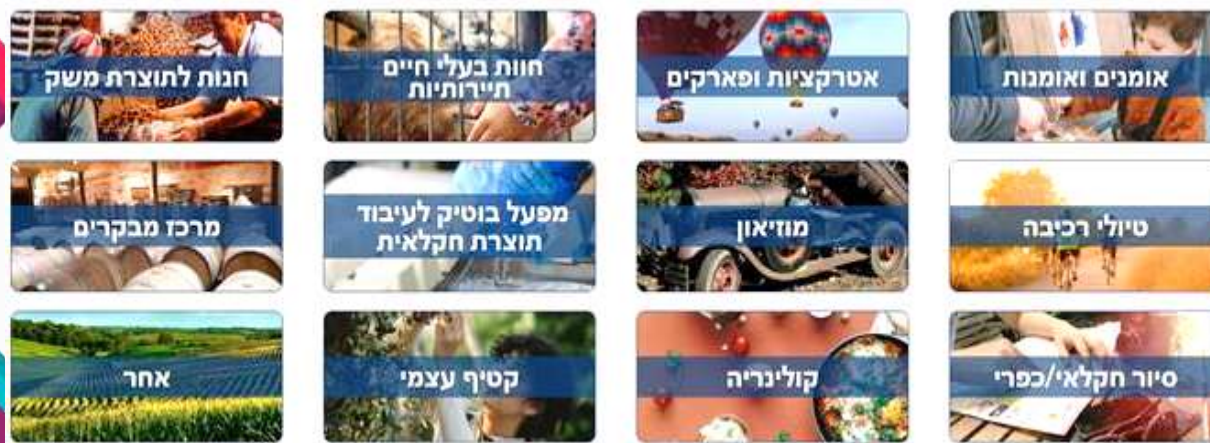 אומנים ואומנות
אטרקציות ופארקים
חוות בעלי חיים
תיירותיות
חנות לתוצרת משק
טיולי רכיבה
מוזיאון
מפעל בוטיק לעיבוד
תוצרת חקלאית
מרכז מבקרים
סיור חקלאי/כפרי
קולינריה
קטיף עצמי
אחר